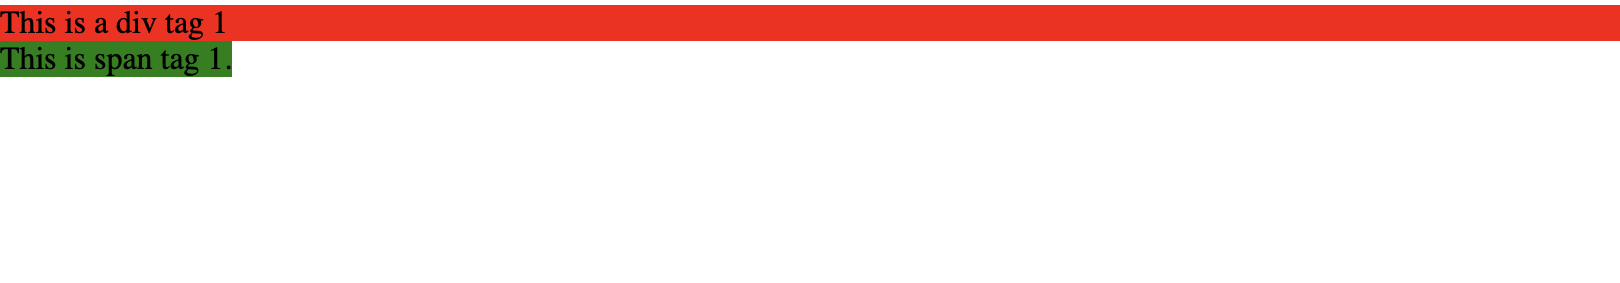 This is a div tag 1
This is span tag 1.